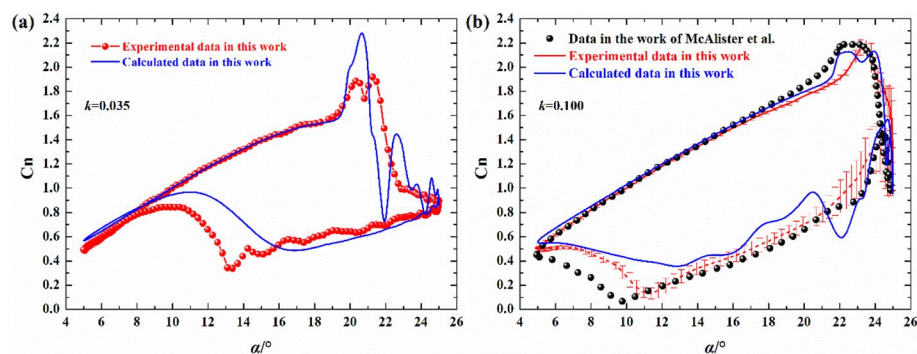 (a)
Experimental data in this work
Calculated data in this work
k=0.035
Cn
2.4
2.2
2.0
1.8
1.6
1.4
1.2
1.0
0.8
0.6
0.4
0.2
0.0
4 6 8 10 12 14 16 18 20 22 24 26
α/°
(b)
Data in the work of McAlister et al.
Experimental data in this work
Calculated data in this work
k=0.100
Cn
2.4
2.2
2.0
1.8
1.6
1.4
1.2
1.0
0.8
0.6
0.4
0.2
0.0
4 6 8 10 12 14 16 18 20 22 24 26
α/°